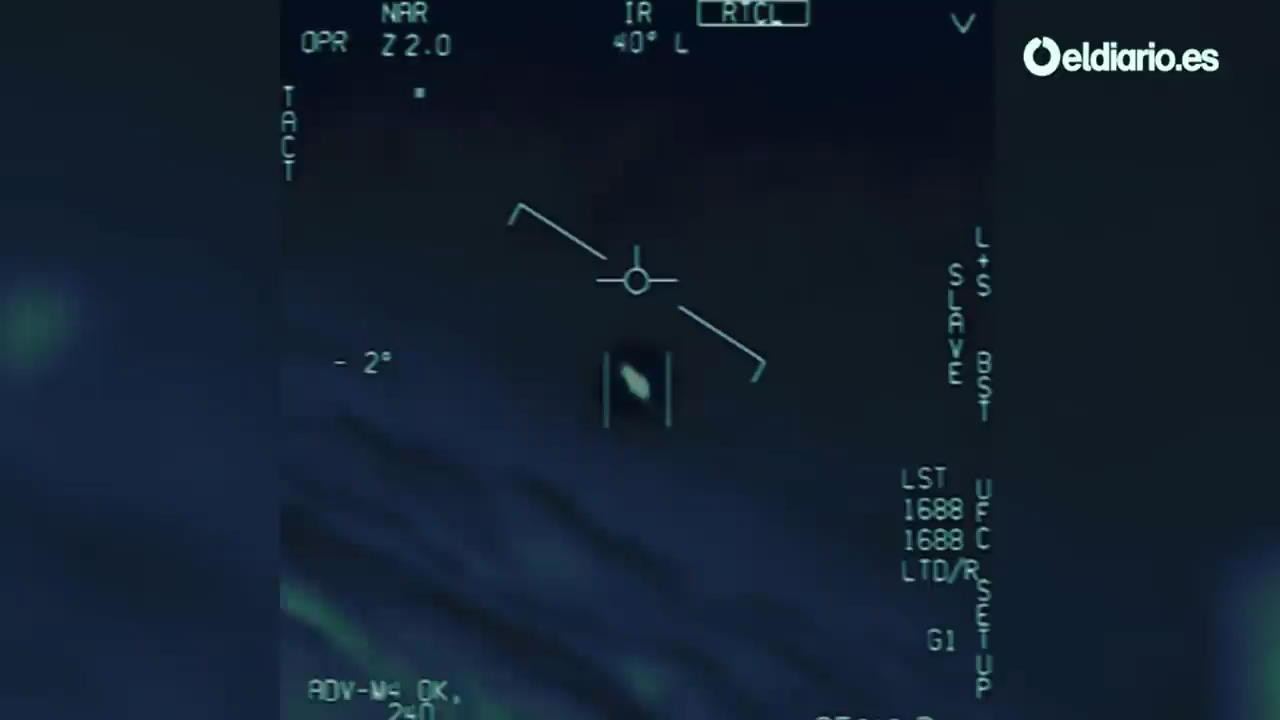 NAR
IR
RTCL
OPR
Z 2.0
40° L
eldiario.es
TACT
L+S
SLAVE
BST
- 2°
LST
1688
1688
LTD/R
UFC
SETUP
G1
ADV-M4 OK,
240